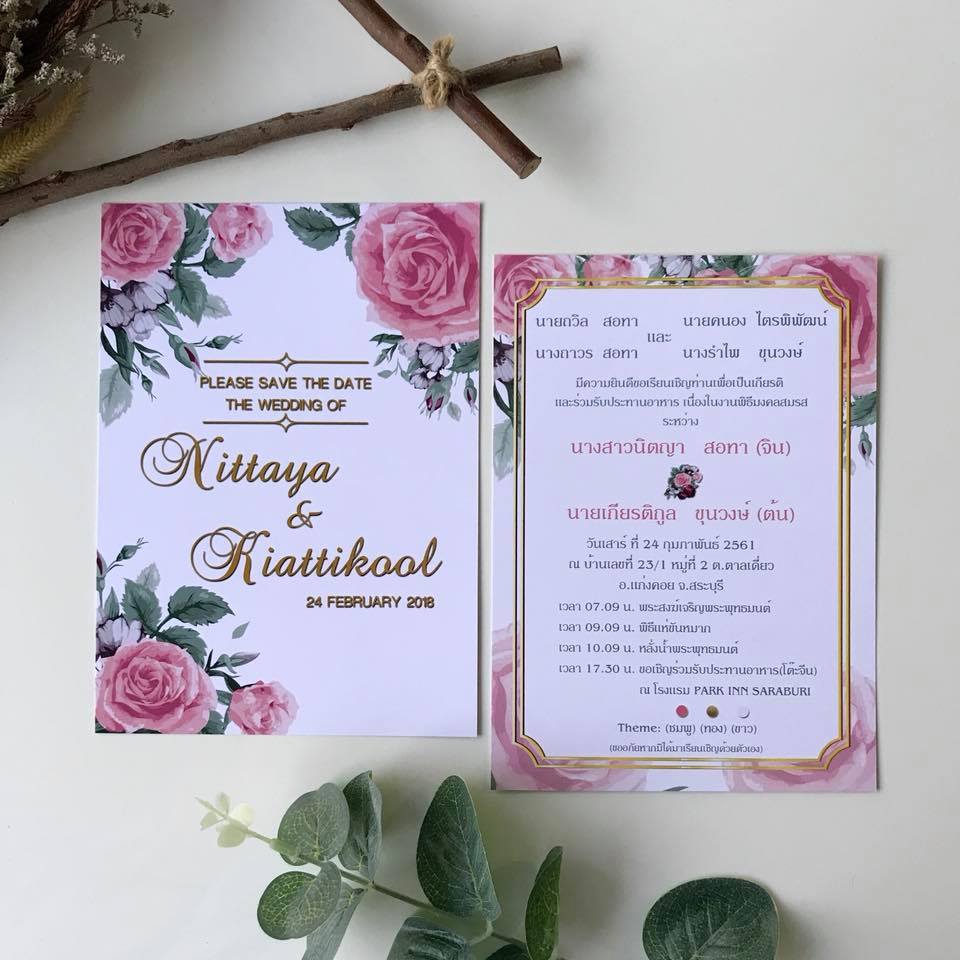 PLEASE SAVE THE DATE
THE WEDDING OF
Nittaya
&
Kiattikool
24 FEBRUARY 2018
นายถวิล สอทา นายคนอง ไตรพิพัฒน์
และ
นางถาวร สอทา นางรำไพ ขุนวงษ์
มีความยินดีขอเรียนเชิญท่านเพื่อเป็นเกียรติ
และร่วมรับประทานอาหาร เนื่องในงานพิธีมงคลสมรส
ระหว่าง
นางสาวนิตญา สอทา (จิน)
นายเกียรติกูล ขุนวงษ์ (ต้น)
วันเสาร์ ที่ 24 กุมภาพันธ์ 2561
ณ บ้านเลขที่ 23/1 หมู่ที่ 2 ต.ตาลเดี่ยว
อ.แก่งคอย จ.สระบุรี
เวลา 07.09 น. พระสงฆ์เจริญพระพุทธมนต์
เวลา 09.09 น. พิธีแห่ขันหมาก
เวลา 10.09 น. หลั่งน้ำพระพุทธมนต์
เวลา 17.30 น. ขอเชิญร่วมรับประทานอาหาร(โต๊ะจีน)
ณ โรงแรม PARK INN SARABURI
Theme: (ชมพู) (ทอง) (ขาว)
(ขออภัยหากมิได้มาเรียนเชิญด้วยตัวเอง)